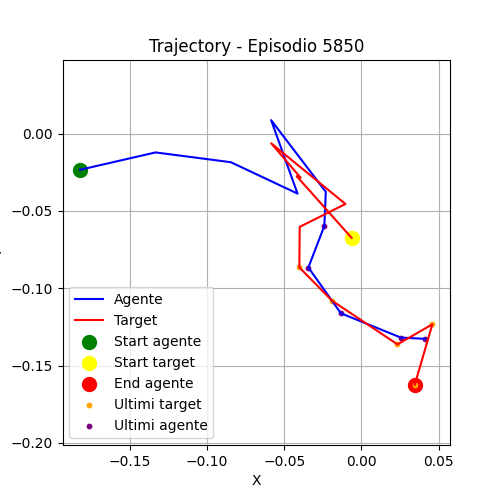 Trajectory - Episodio 5850
0.00
−0.05
−0.10
−0.15
−0.20
Agente
Target
Start agente
Start target
End agente
Ultimi target
Ultimi agente
−0.15
−0.10
−0.05
0.00
0.05
X